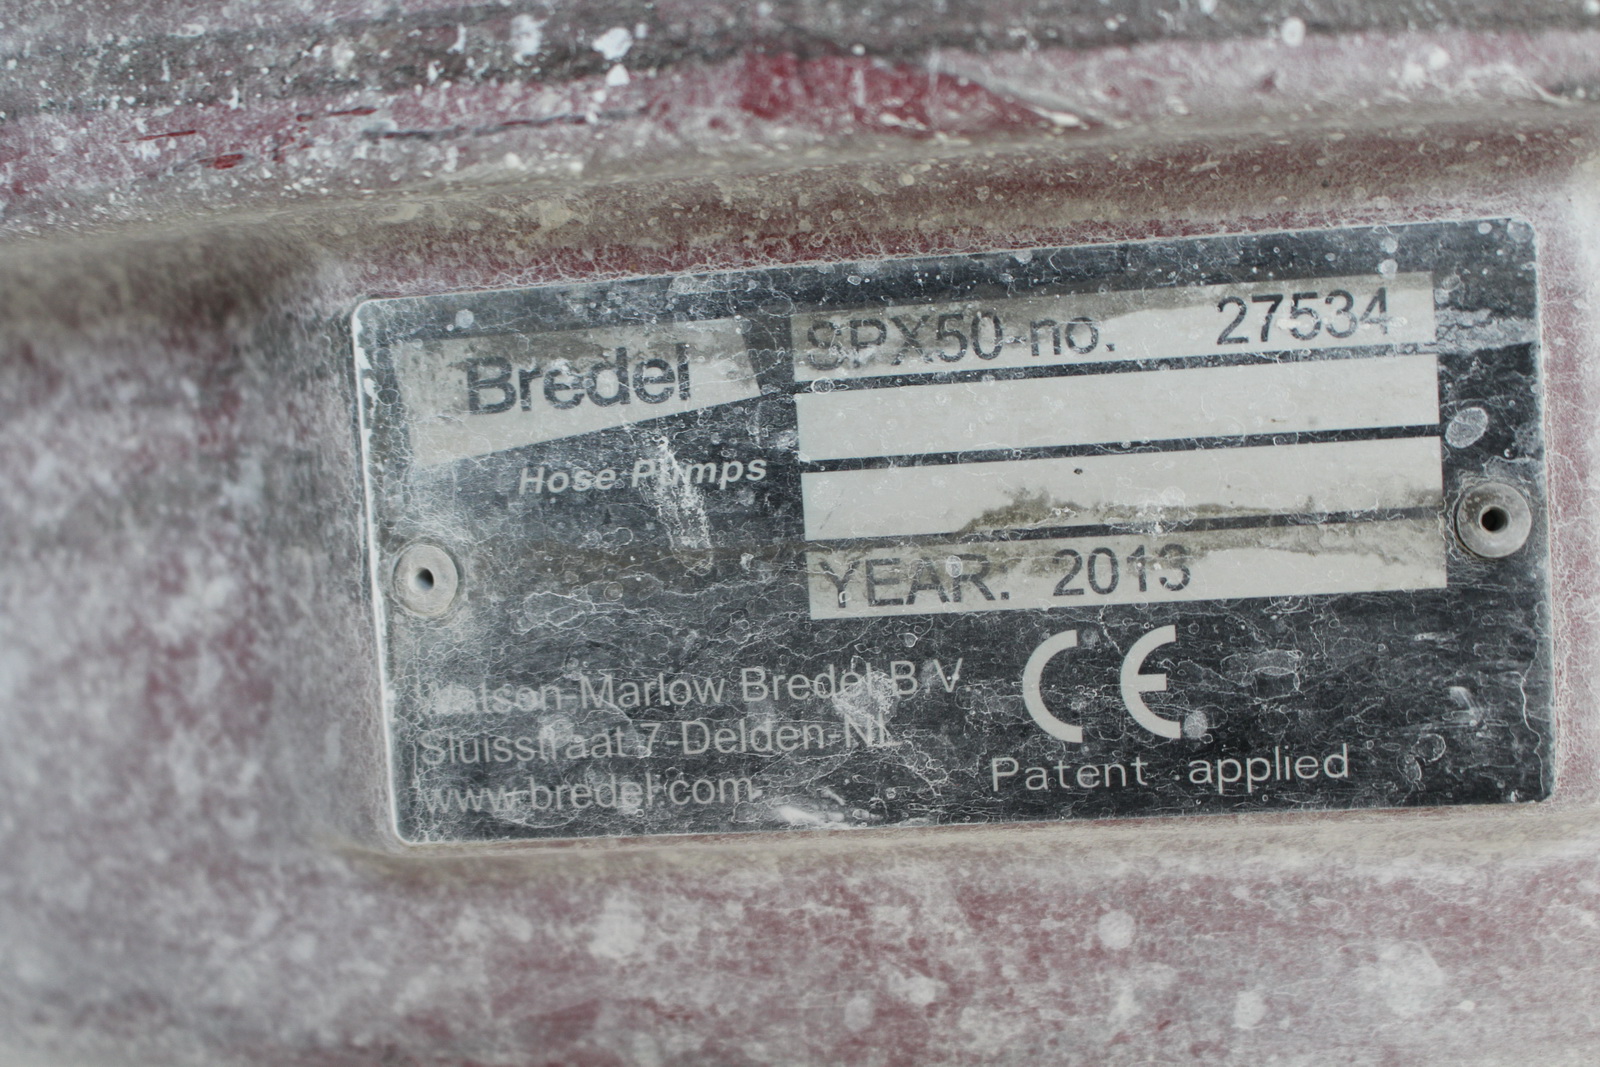 Bredel
Hose Pumps
SPX50-no. 27534
YEAR. 2013
Watson-Marlow Bredel B.V.
Sluisstraat 7-Delden-NL
www.bredel.com
CE
Patent applied